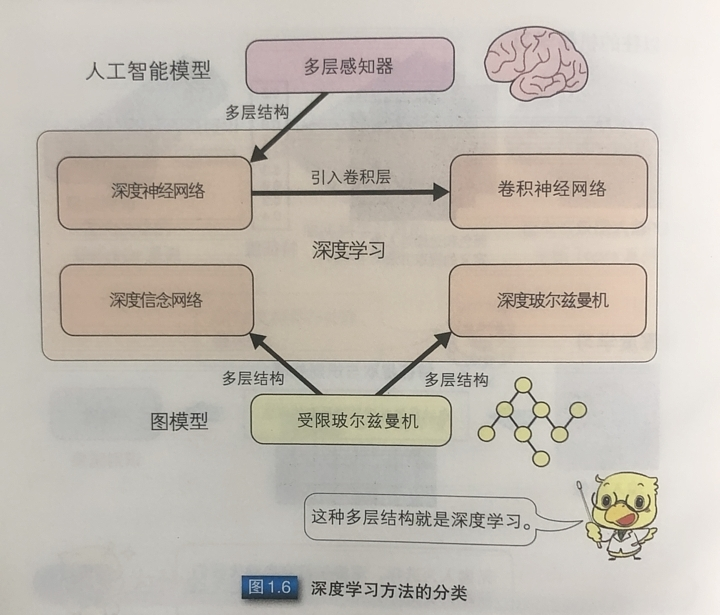 人工智能模型
多层感知器
多层结构
深度神经网络
引入卷积层
卷积神经网络
深度学习
深度信念网络
深度玻尔兹曼机
多层结构
多层结构
图模型
受限玻尔兹曼机
这种多层结构就是深度学习。
图1.6 深度学习方法的分类